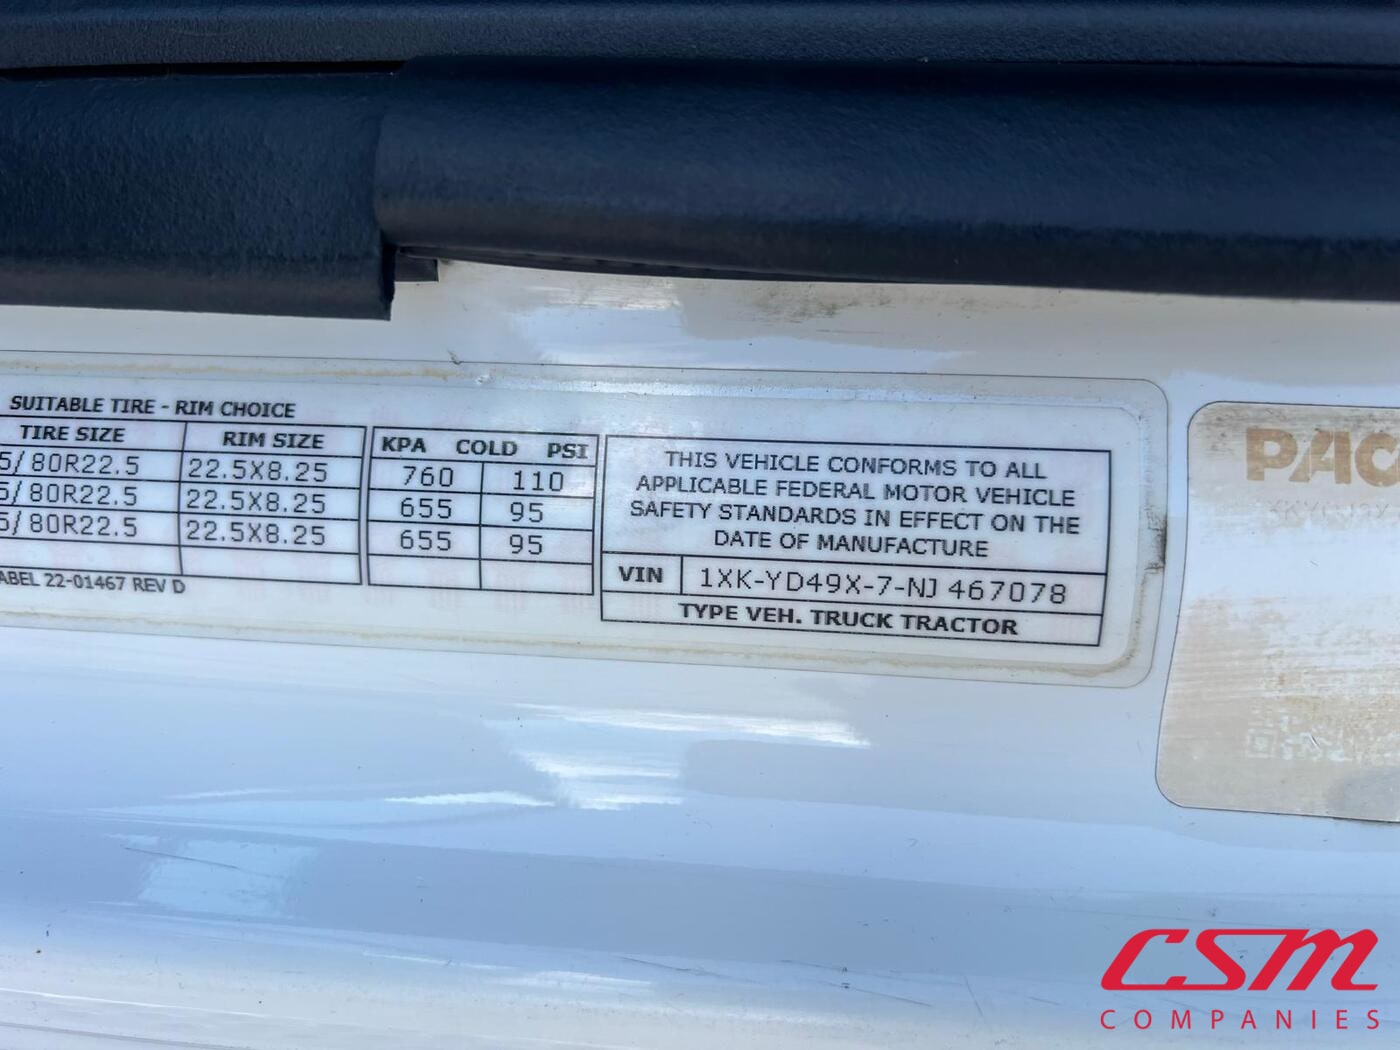 SUITABLE TIRE - RIM CHOICE
TIRE SIZE RIM SIZE KPA COLD PSI
5/ 80R22.5 22.5X8.25 760 110
5/ 80R22.5 22.5X8.25 655 95
5/ 80R22.5 22.5X8.25 655 95
ABEL 22-01467 REV D
THIS VEHICLE CONFORMS TO ALL
APPLICABLE FEDERAL MOTOR VEHICLE
SAFETY STANDARDS IN EFFECT ON THE
DATE OF MANUFACTURE
VIN 1XK-YD49X-7-NJ 467078
TYPE VEH. TRUCK TRACTOR
PAC
CSM
COMPANIES